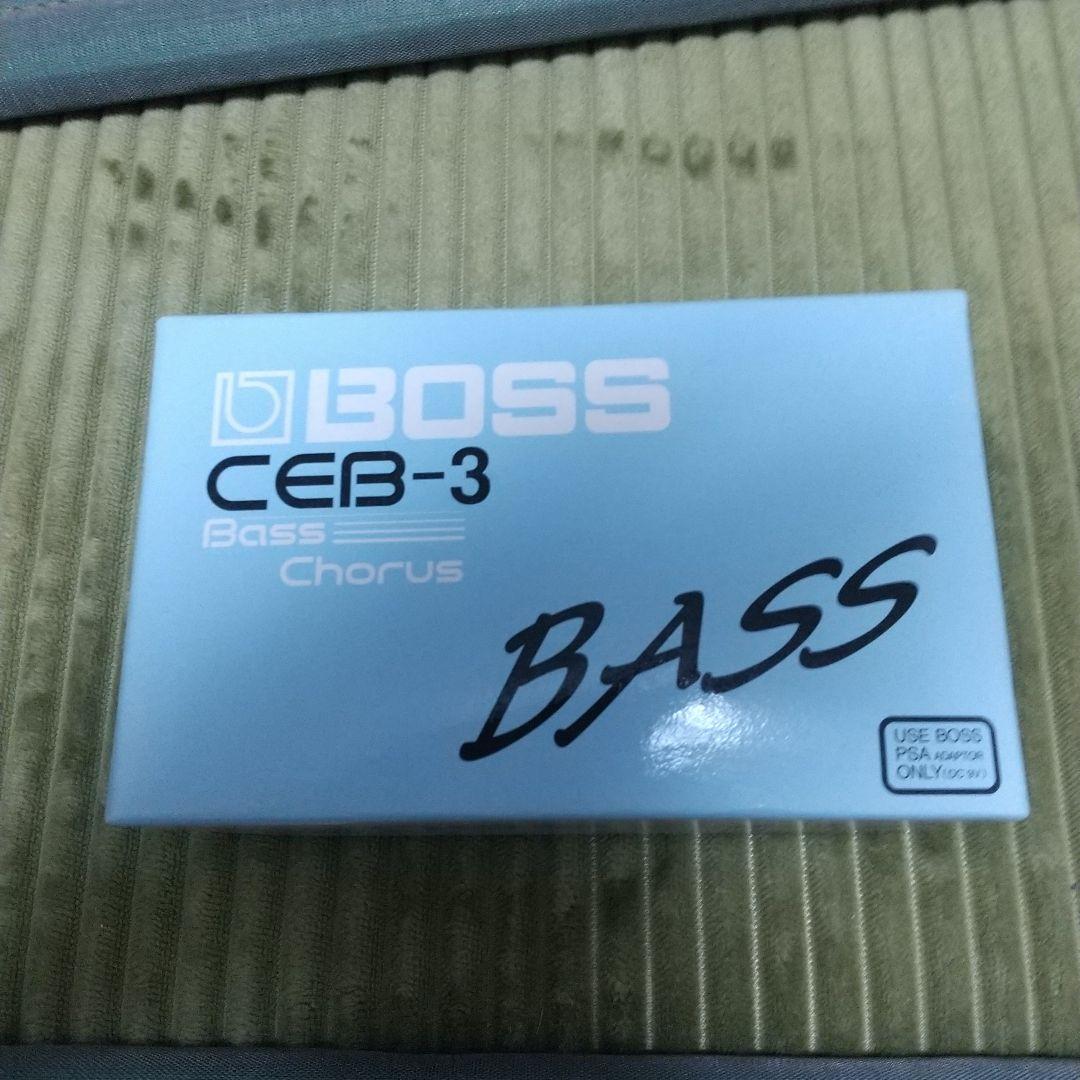 BOSS
CEB-3
Bass
Chorus
BASS
USE BOSS
PSA ADAPTOR
ONLY(DC 9V)